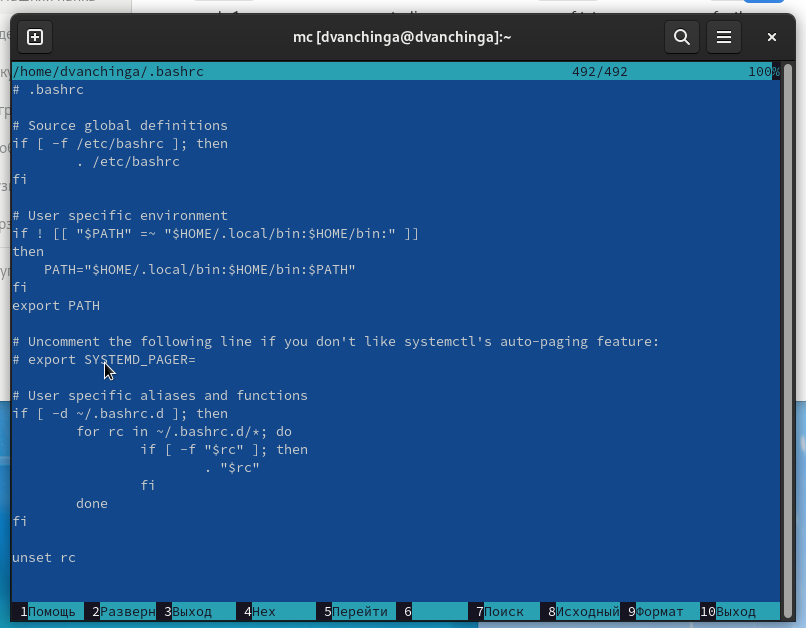 mc [dvanchinga@dvanchinga]:~
/home/dvanchinga/.bashrc 492/492 100%
# .bashrc
# Source global definitions
if [ -f /etc/bashrc ]; then
        . /etc/bashrc
fi
# User specific environment
if ! [[ "$PATH" =~ "$HOME/.local/bin:$HOME/bin:" ]]
then
    PATH="$HOME/.local/bin:$HOME/bin:$PATH"
fi
export PATH
# Uncomment the following line if you don't like systemctl's auto-paging feature:
# export SYSTEMD_PAGER=
# User specific aliases and functions
if [ -d ~/.bashrc.d ]; then
        for rc in ~/.bashrc.d/*; do
                if [ -f "$rc" ]; then
                        . "$rc"
                fi
        done
fi
unset rc
1Помощь 2Разверн 3Выход 4Hex 5Перейти 6 7Поиск 8Исходный 9Формат 10Выход